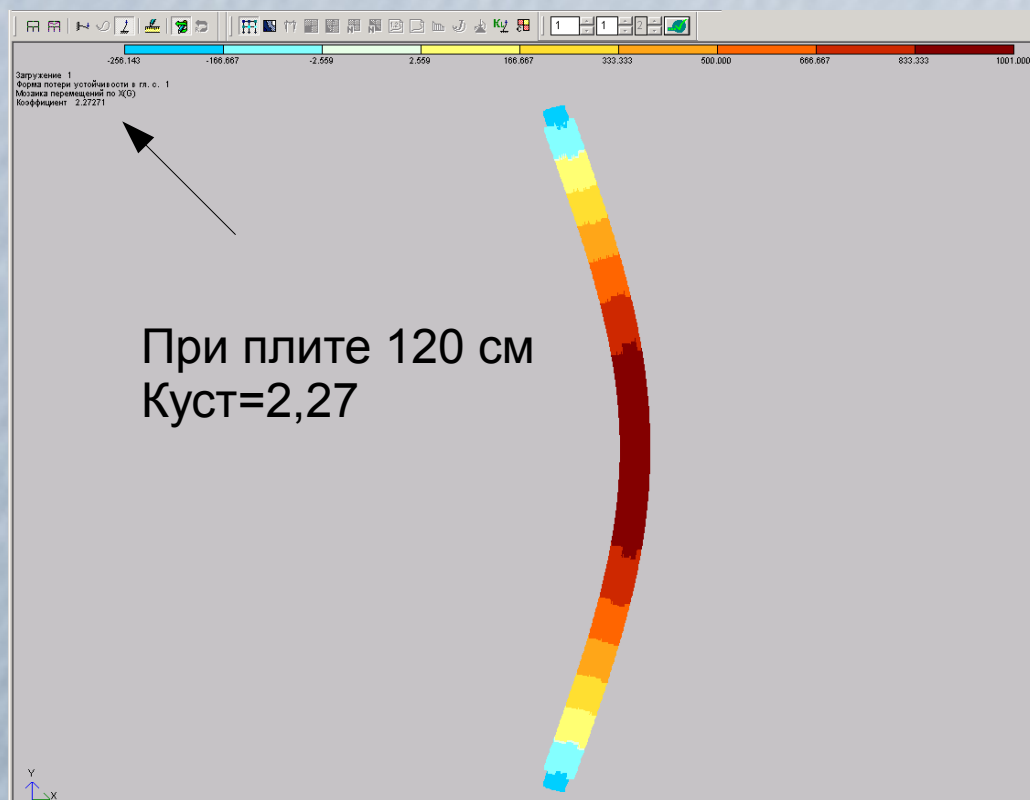 1 1 2
-256.143 -166.667 -2.559 2.559 166.667 333.333 500.000 666.667 833.333 1001.000
Загружение 1
Форма потери устойчивости в гл. с. 1
Мозаика перемещений по X(G)
Коэффициент 2.27271
При плите 120 см
Куст=2,27
Y
X